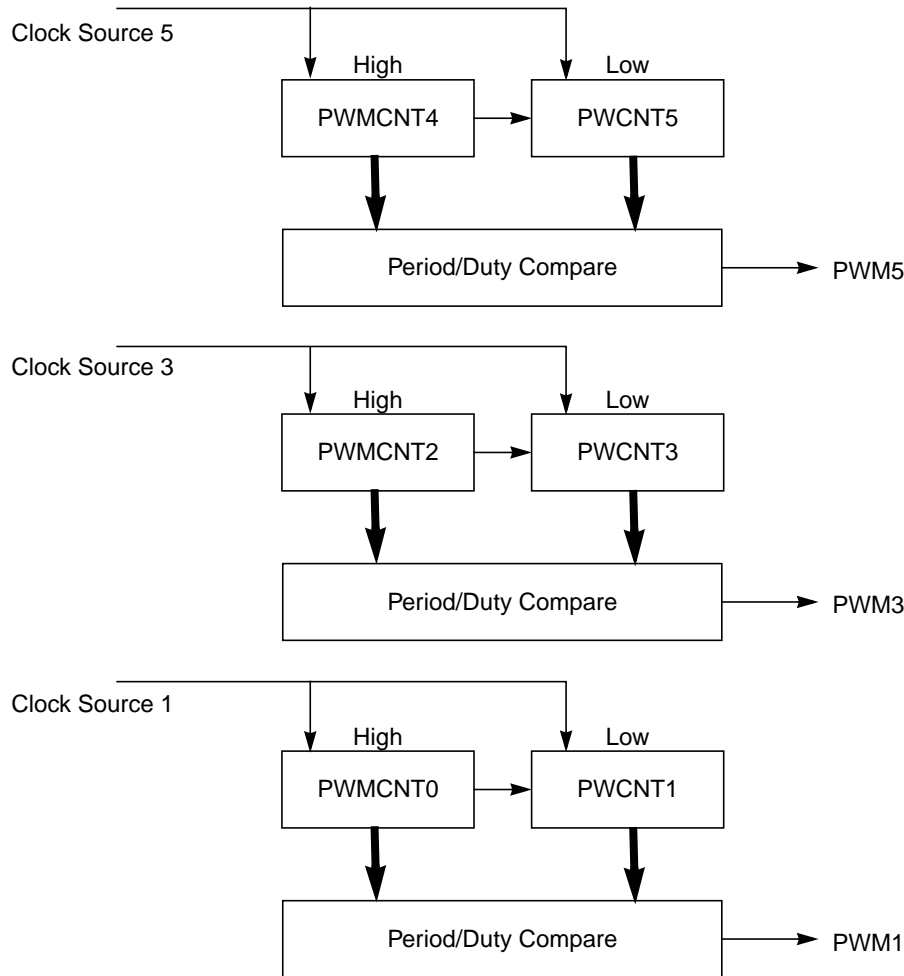 Clock Source 5
High
Low
PWMCNT4
PWCNT5
Period/Duty Compare
PWM5
Clock Source 3
High
Low
PWMCNT2
PWCNT3
Period/Duty Compare
PWM3
Clock Source 1
High
Low
PWMCNT0
PWCNT1
Period/Duty Compare
PWM1